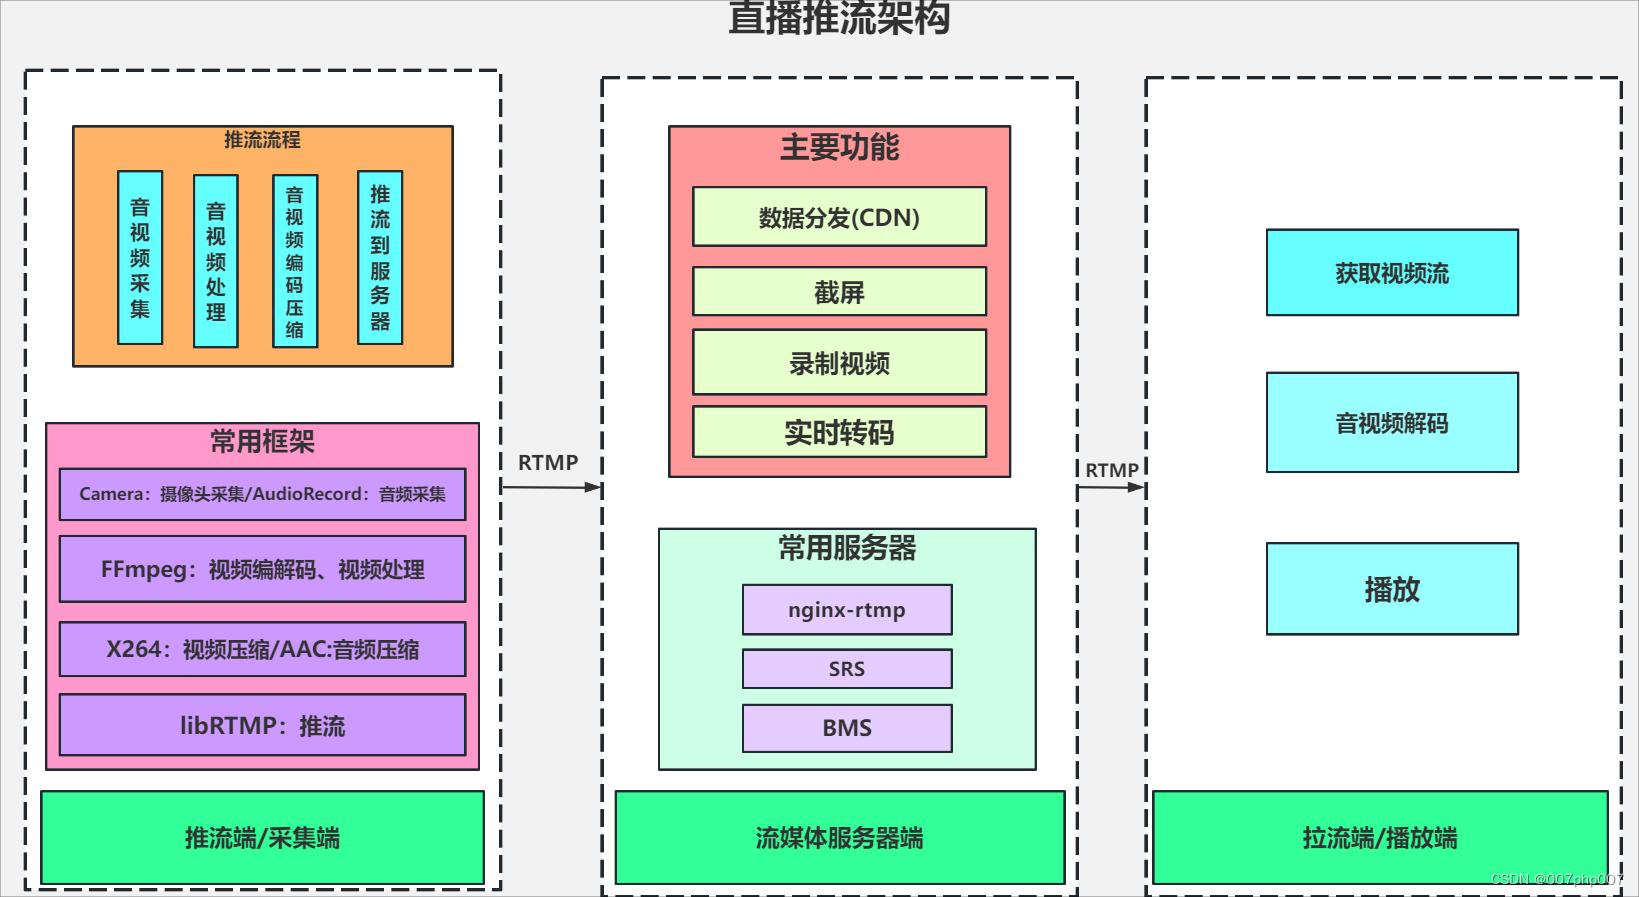 直播推流架构
推流流程
音视频采集
音视频处理
音视频编码压缩
推流到服务器
常用框架
Camera：摄像头采集/AudioRecord：音频采集
FFmpeg：视频编解码、视频处理
X264：视频压缩/AAC:音频压缩
libRTMP：推流
推流端/采集端
RTMP
主要功能
数据分发(CDN)
截屏
录制视频
实时转码
常用服务器
nginx-rtmp
SRS
BMS
流媒体服务器端
RTMP
获取视频流
音视频解码
播放
拉流端/播放端
CSDN @007php007